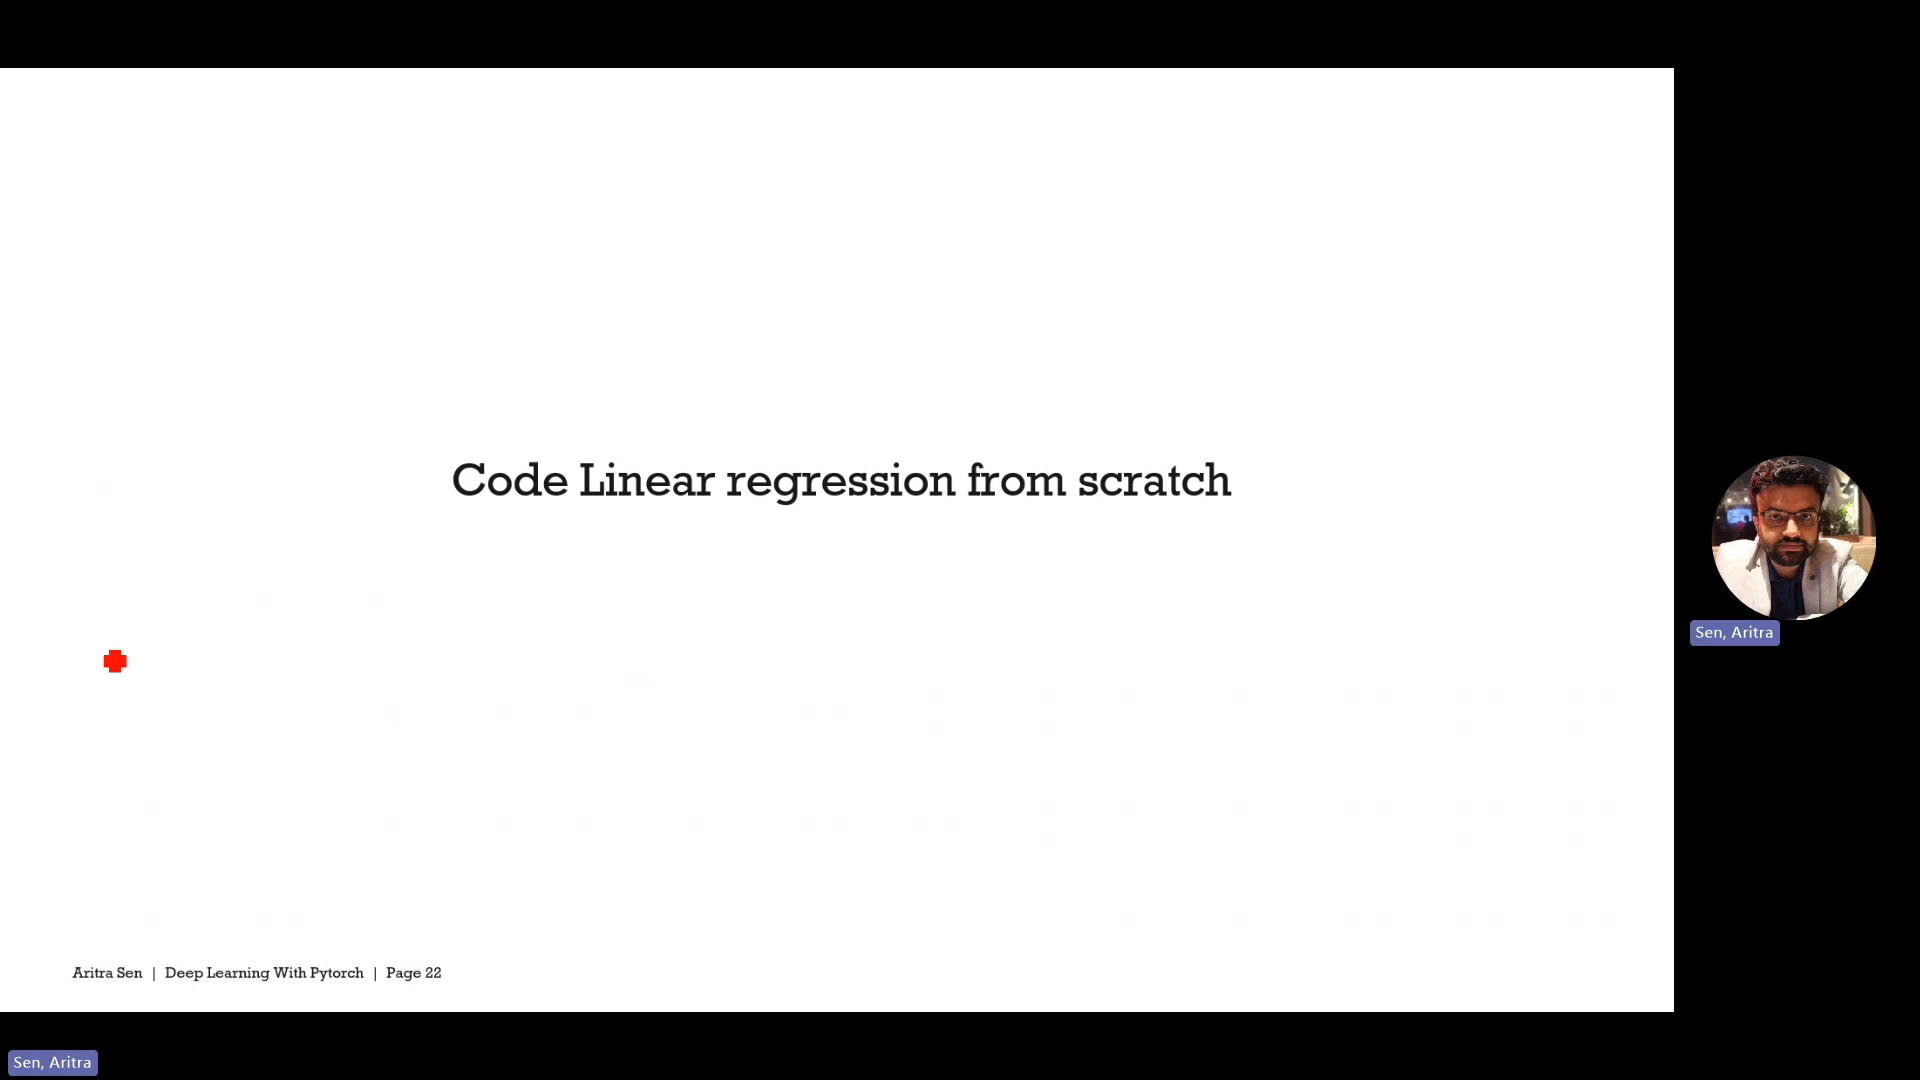 Code Linear regression from scratch
Sen, Aritra
Aritra Sen | Deep Learning With Pytorch | Page 22
Sen, Aritra